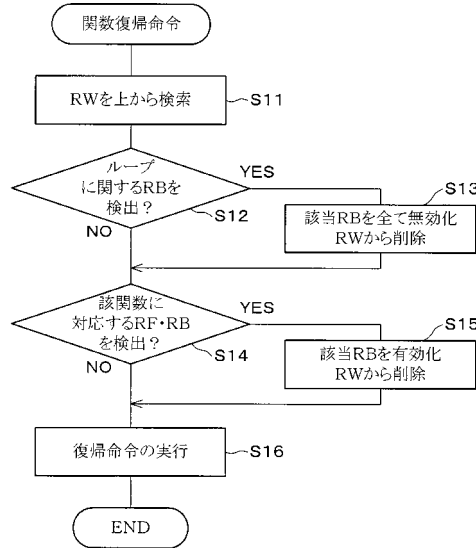 関数復帰命令
RWを上から検索
S11
ループ
に関するRBを
検出？
YES
S12
NO
S13
該当RBを全て無効化
RWから削除
該関数に
対応するRF・RB
を検出？
YES
S14
NO
S15
該当RBを有効化
RWから削除
復帰命令の実行
S16
END